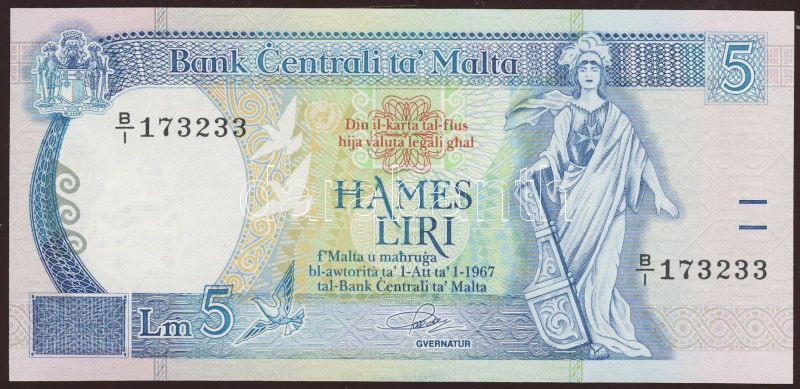 Bank Ċentrali ta' Malta
5
B/1 173233
Din il-karta tal-flus
hija valuta legali għal
ĦAMES
LIRI
f'Malta u maħruġa
bl-awtorità ta' l-Att ta' l-1967
tal-Bank Ċentrali ta' Malta
B/1 173233
Lm 5
GVERNATUR
darabanth